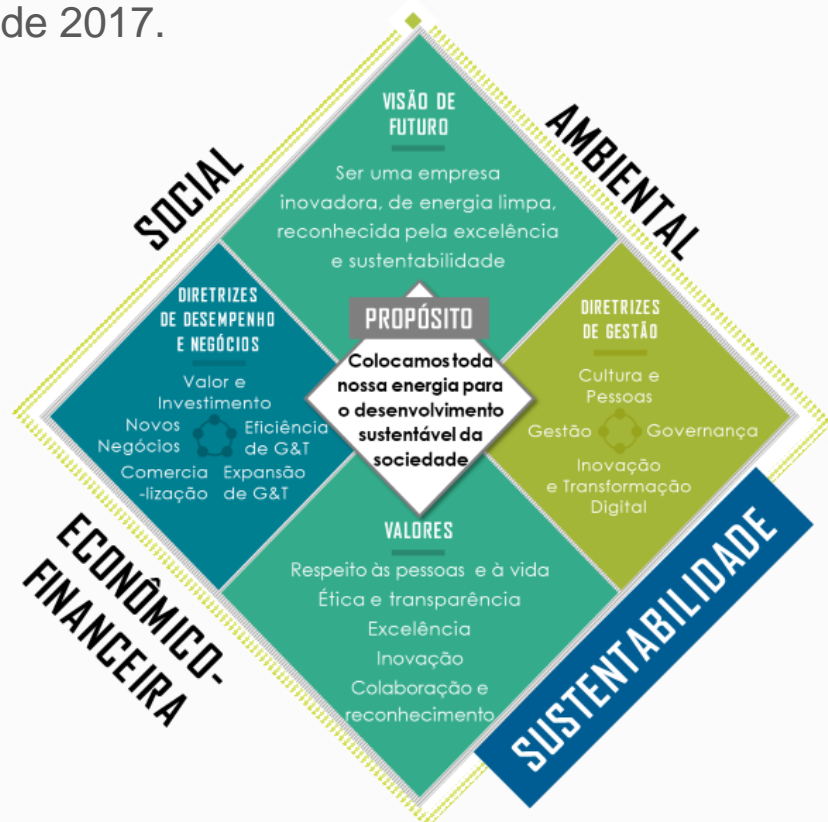 de 2017.
SOCIAL
AMBIENTAL
VISÃO DE
FUTURO
Ser uma empresa
inovadora, de energia limpa,
reconhecida pela excelência
e sustentabilidade
DIRETRIZES
DE DESEMPENHO
E NEGÓCIOS
Valor e
Investimento
Novos
Negócios
Eficiência
de G&T
Comercia
-lização
Expansão
de G&T
PROPÓSITO
Colocamos toda
nossa energia para
o desenvolvimento
sustentável da
sociedade
DIRETRIZES
DE GESTÃO
Cultura e
Pessoas
Gestão
Governança
Inovação
e Transformação
Digital
VALORES
Respeito às pessoas e à vida
Ética e transparência
Excelência
Inovação
Colaboração e
reconhecimento
ECONÔMICO-
FINANCEIRA
SUSTENTABILIDADE